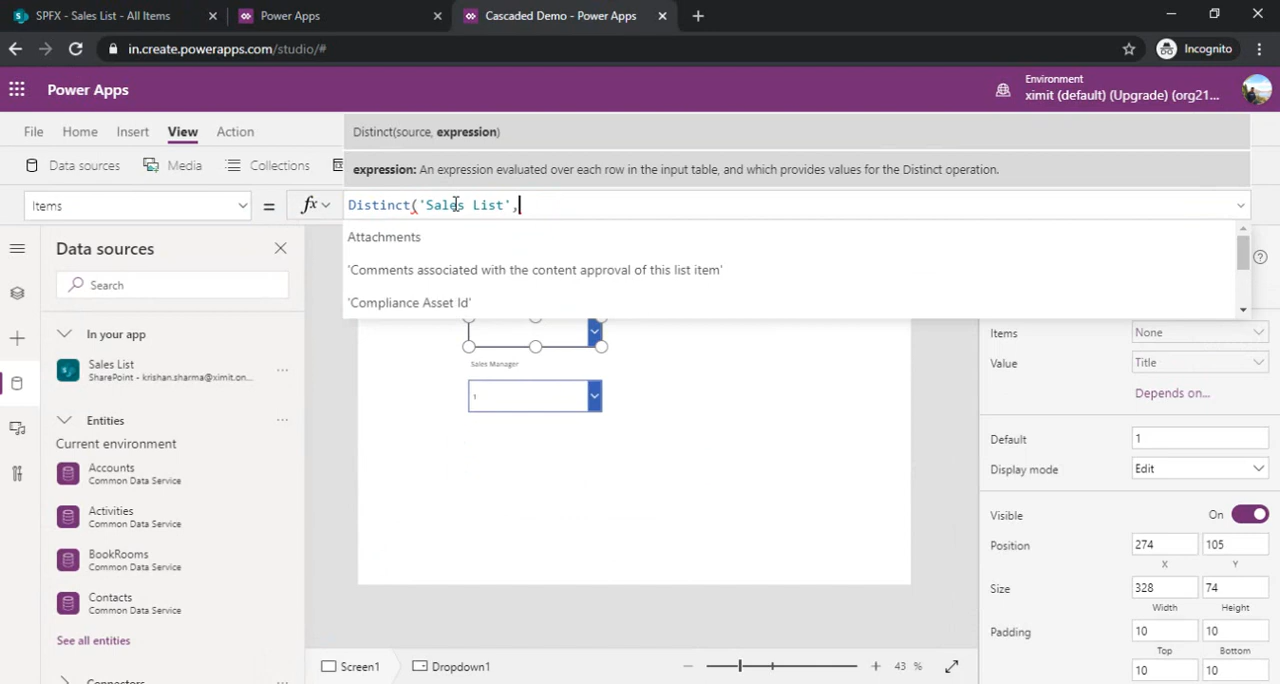 SPFX - Sales List - All Items
Power Apps
Cascaded Demo - Power Apps
in.create.powerapps.com/studio/#
Incognito
Power Apps
Environment
ximit (default) (Upgrade) (org21...
File Home Insert View Action
Distinct(source, expression)
Data sources Media Collections
expression: An expression evaluated over each row in the input table, and which provides values for the Distinct operation.
Items = fx Distinct('Sales List',
Attachments
'Comments associated with the content approval of this list item'
'Compliance Asset Id'
Data sources
Search
In your app
Sales List
SharePoint - krishan.sharma@ximit.on...
Entities
Current environment
Accounts
Common Data Service
Activities
Common Data Service
BookRooms
Common Data Service
Contacts
Common Data Service
See all entities
Sales Manager
1
Items None
Value Title
Depends on...
Default 1
Display mode Edit
Visible On
Position 274 105
X Y
Size 328 74
Width Height
Padding 10 10
Top Bottom
10 10
Screen1 Dropdown1
43 %